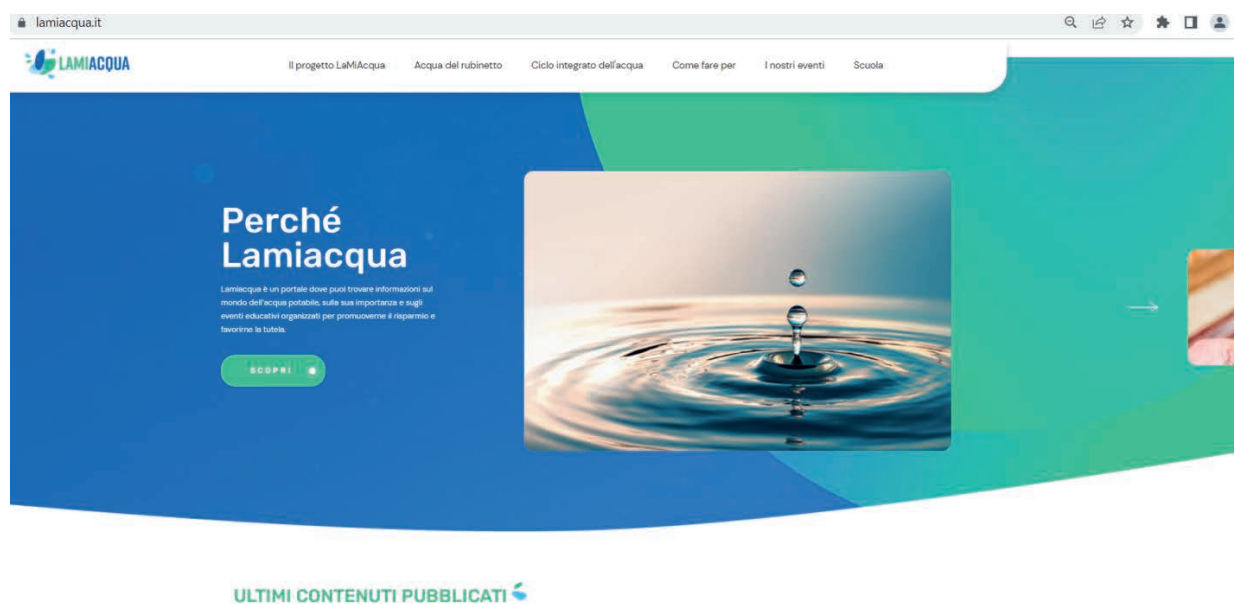 lamiacqua.it
LAMIACQUA
Il progetto LaMiAcqua Acqua del rubinetto Ciclo integrato dell'acqua Come fare per I nostri eventi Scuola
Perché
Lamiacqua
Lamiacqua è un portale dove puoi trovare informazioni sul
mondo dell'acqua potabile, sulla sua importanza e sugli
eventi educativi organizzati per promuoverne il risparmio e
favorirne la tutela.
SCOPRI
ULTIMI CONTENUTI PUBBLICATI